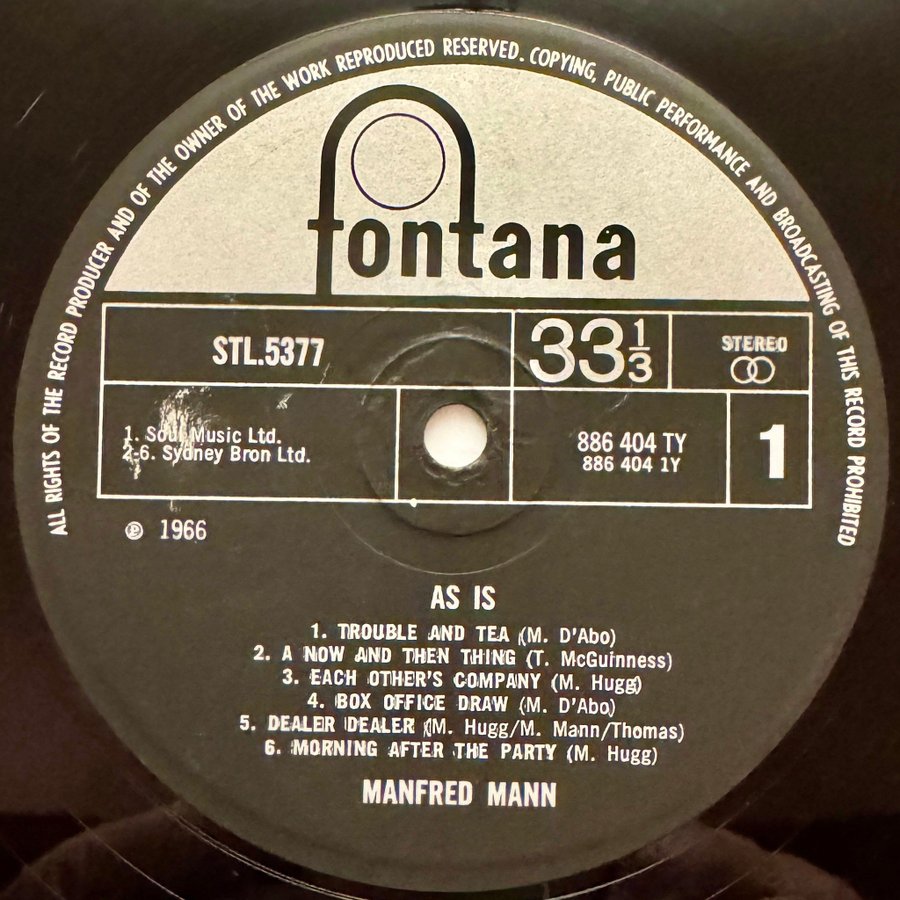 ALL RIGHTS OF THE RECORD PRODUCER AND OF THE OWNER OF THE WORK REPRODUCED RESERVED. COPYING, PUBLIC PERFORMANCE AND BROADCASTING OF THIS RECORD PROHIBITED
fontana
STL.5377
33 1/3
STEREO
1. Soul Music Ltd.
2-6. Sydney Bron Ltd.
886 404 TY
886 404 1Y
1
℗ 1966
AS IS
1. TROUBLE AND TEA (M. D'Abo)
2. A NOW AND THEN THING (T. McGuinness)
3. EACH OTHER'S COMPANY (M. Hugg)
4. BOX OFFICE DRAW (M. D'Abo)
5. DEALER DEALER (M. Hugg/M. Mann/Thomas)
6. MORNING AFTER THE PARTY (M. Hugg)
MANFRED MANN